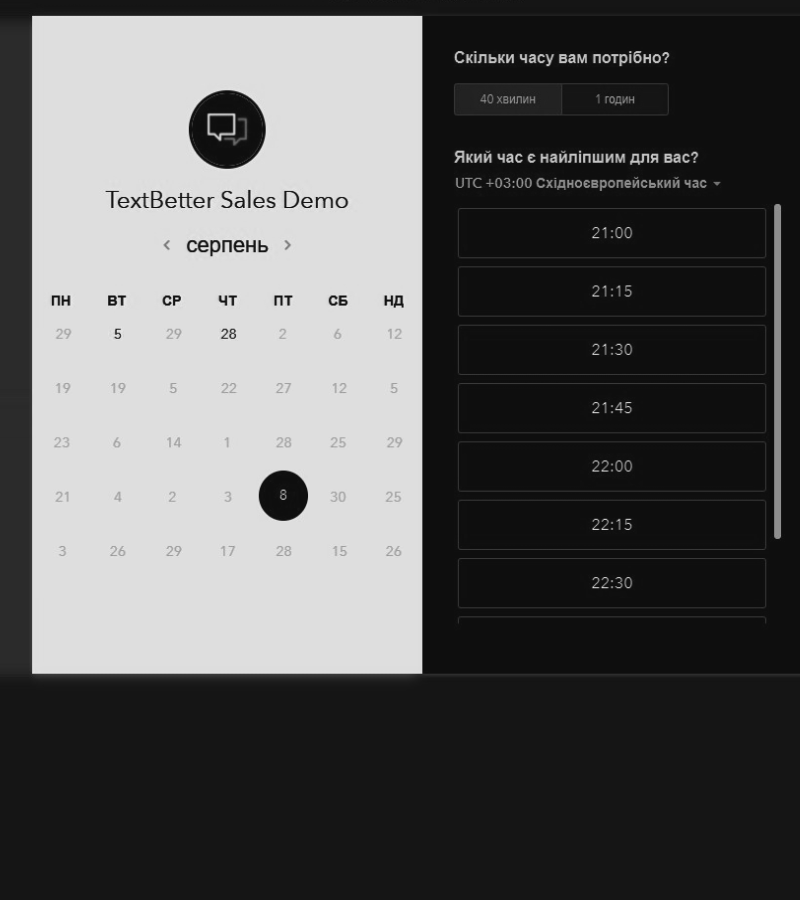 TextBetter Sales Demo
серпень
ПН ВТ СР ЧТ ПТ СБ НД
29 5 29 28 2 6 12
19 19 5 22 27 12 5
23 6 14 1 28 25 29
21 4 2 3 8 30 25
3 26 29 17 28 15 26
Скільки часу вам потрібно?
40 хвилин 1 годин
Який час є найліпшим для вас?
UTC +03:00 Східноєвропейський час
21:00
21:15
21:30
21:45
22:00
22:15
22:30